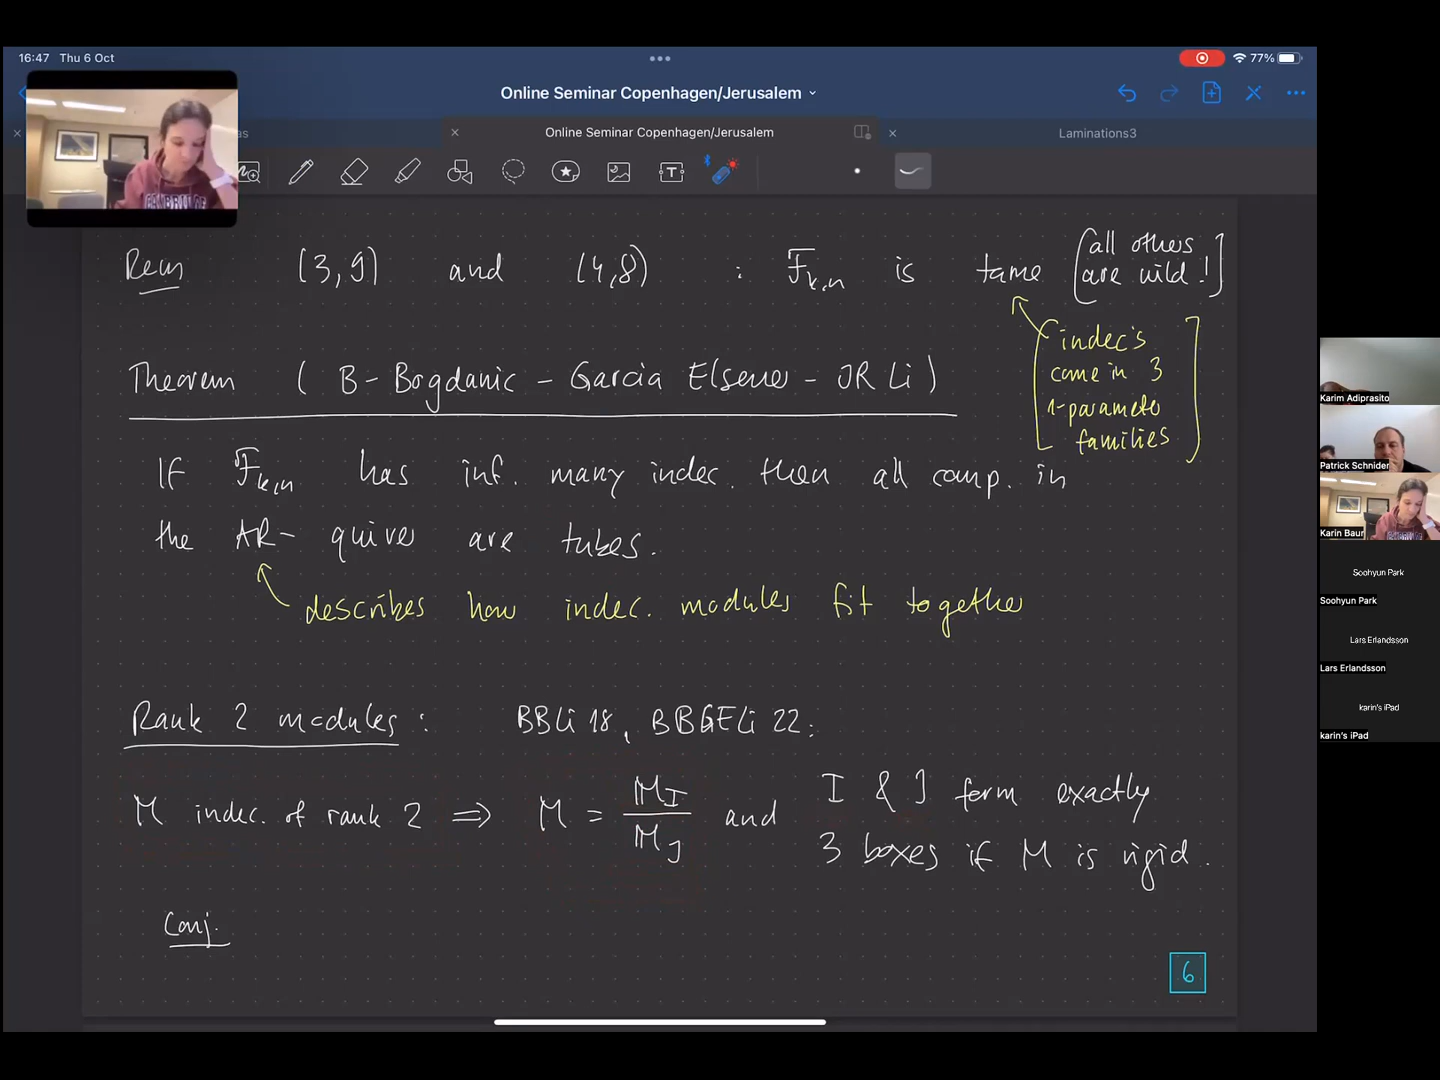 16:47 Thu 6 Oct
77%
Online Seminar Copenhagen/Jerusalem
as
Online Seminar Copenhagen/Jerusalem
Laminations3
Rem (3,9) and (4,8) : F_{k,n} is tame [all others are wild!]
[indec's
come in 3
1-parameter
families]
Theorem (B-Bogdanic-Garcia Elsener-JR Li)
If F_{k,n} has inf. many indec. then all comp. in
the AR-quiver are tubes.
describes how indec. modules fit together
Rank 2 modules: BBLi 18, BBGELi 22:
M indec. of rank 2 ⟹ M = M_I / M_J and I & J form exactly
3 boxes if M is rigid.
Conj.
6
Karim Adiprasito
Patrick Schnider
Karin Baur
Soohyun Park
Soohyun Park
Lars Erlandsson
Lars Erlandsson
karin's iPad
karin's iPad